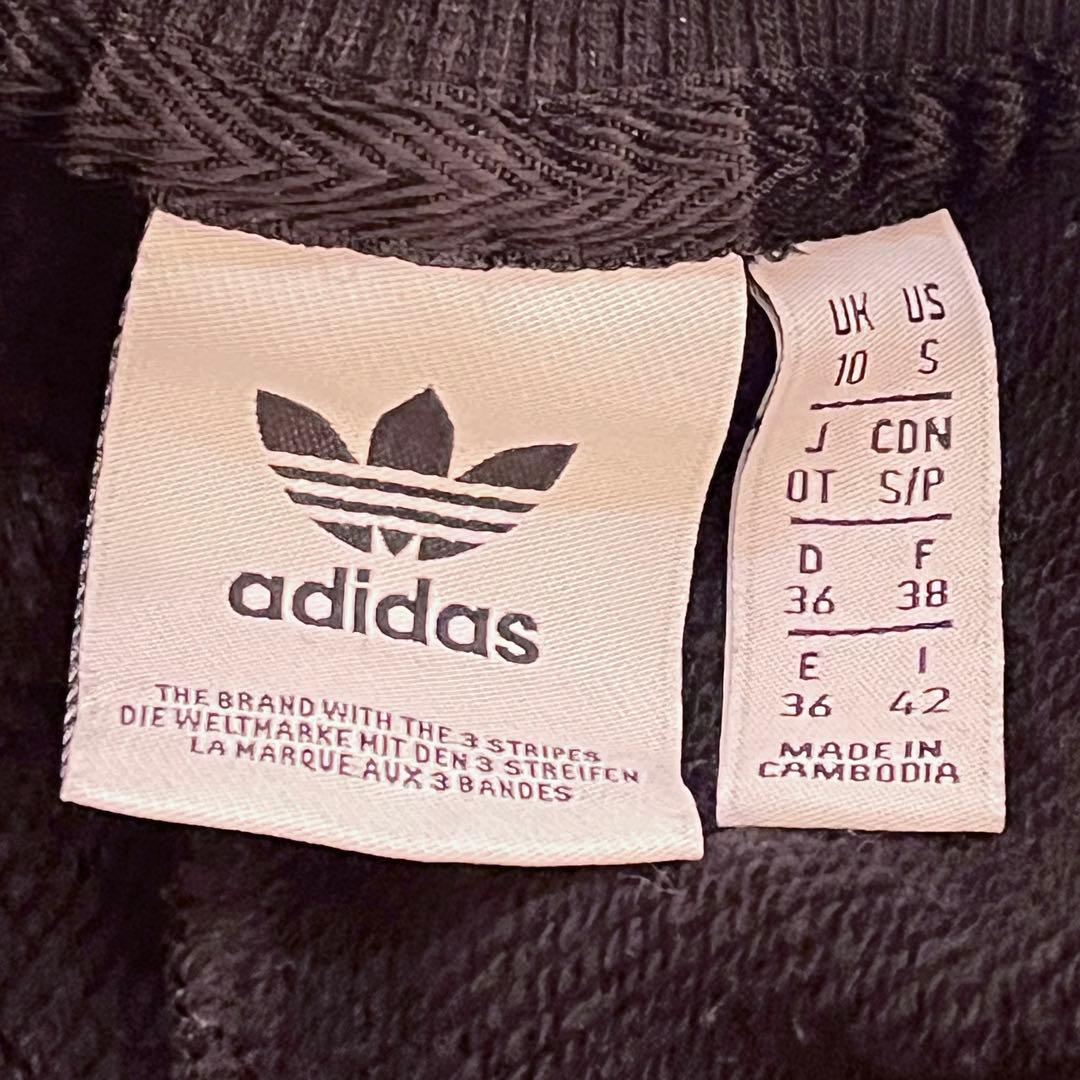 adidas
THE BRAND WITH THE 3 STRIPES
DIE WELTMARKE MIT DEN 3 STREIFEN
LA MARQUE AUX 3 BANDES
UK US
10 S
J CDN
OT S/P
D F
36 38
E I
36 42
MADE IN
CAMBODIA